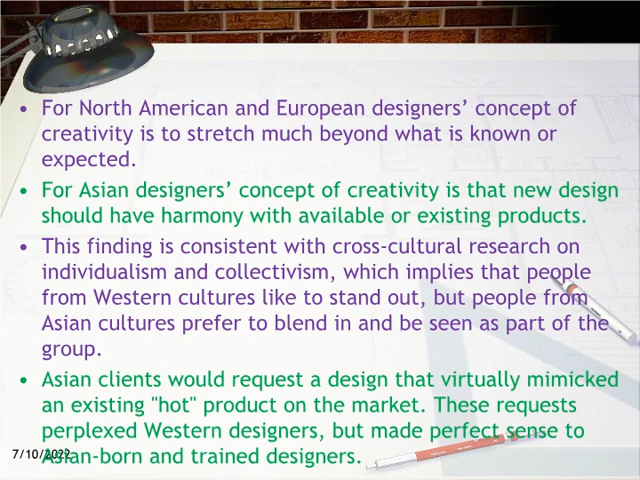 • For North American and European designers’ concept of
creativity is to stretch much beyond what is known or
expected.
• For Asian designers’ concept of creativity is that new design
should have harmony with available or existing products.
• This finding is consistent with cross-cultural research on
individualism and collectivism, which implies that people
from Western cultures like to stand out, but people from
Asian cultures prefer to blend in and be seen as part of the
group.
• Asian clients would request a design that virtually mimicked
an existing "hot" product on the market. These requests
perplexed Western designers, but made perfect sense to
Asian-born and trained designers.
7/10/2022